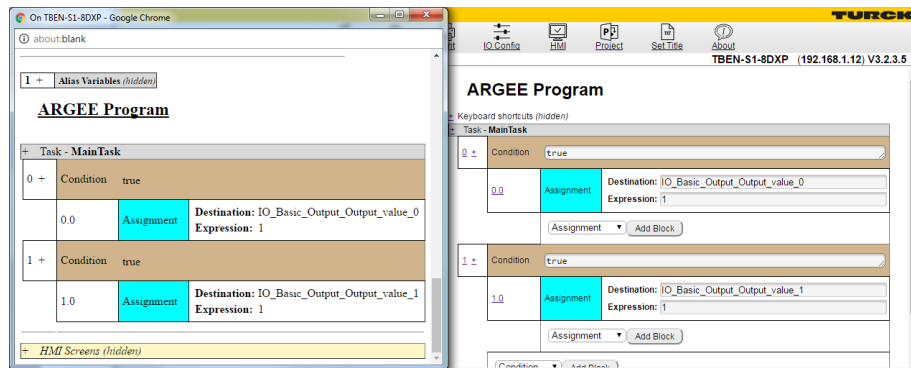 On TBEN-S1-8DXP - Google Chrome
about:blank
1 + Alias Variables (hidden)
ARGEE Program
+ Task - MainTask
0 + Condition true
0.0 Assignment Destination: IO_Basic_Output_Output_value_0
Expression: 1
1 + Condition true
1.0 Assignment Destination: IO_Basic_Output_Output_value_1
Expression: 1
+ HMI Screens (hidden)
TURCK
IO Config HMI Project Set Title About
TBEN-S1-8DXP (192.168.1.12) V3.2.3.5
ARGEE Program
+ Keyboard shortcuts (hidden)
+ Task - MainTask
0 + Condition true
0.0 Assignment Destination: IO_Basic_Output_Output_value_0
Expression: 1
Assignment Add Block
1 + Condition true
1.0 Assignment Destination: IO_Basic_Output_Output_value_1
Expression: 1
Assignment Add Block
Condition Add Block